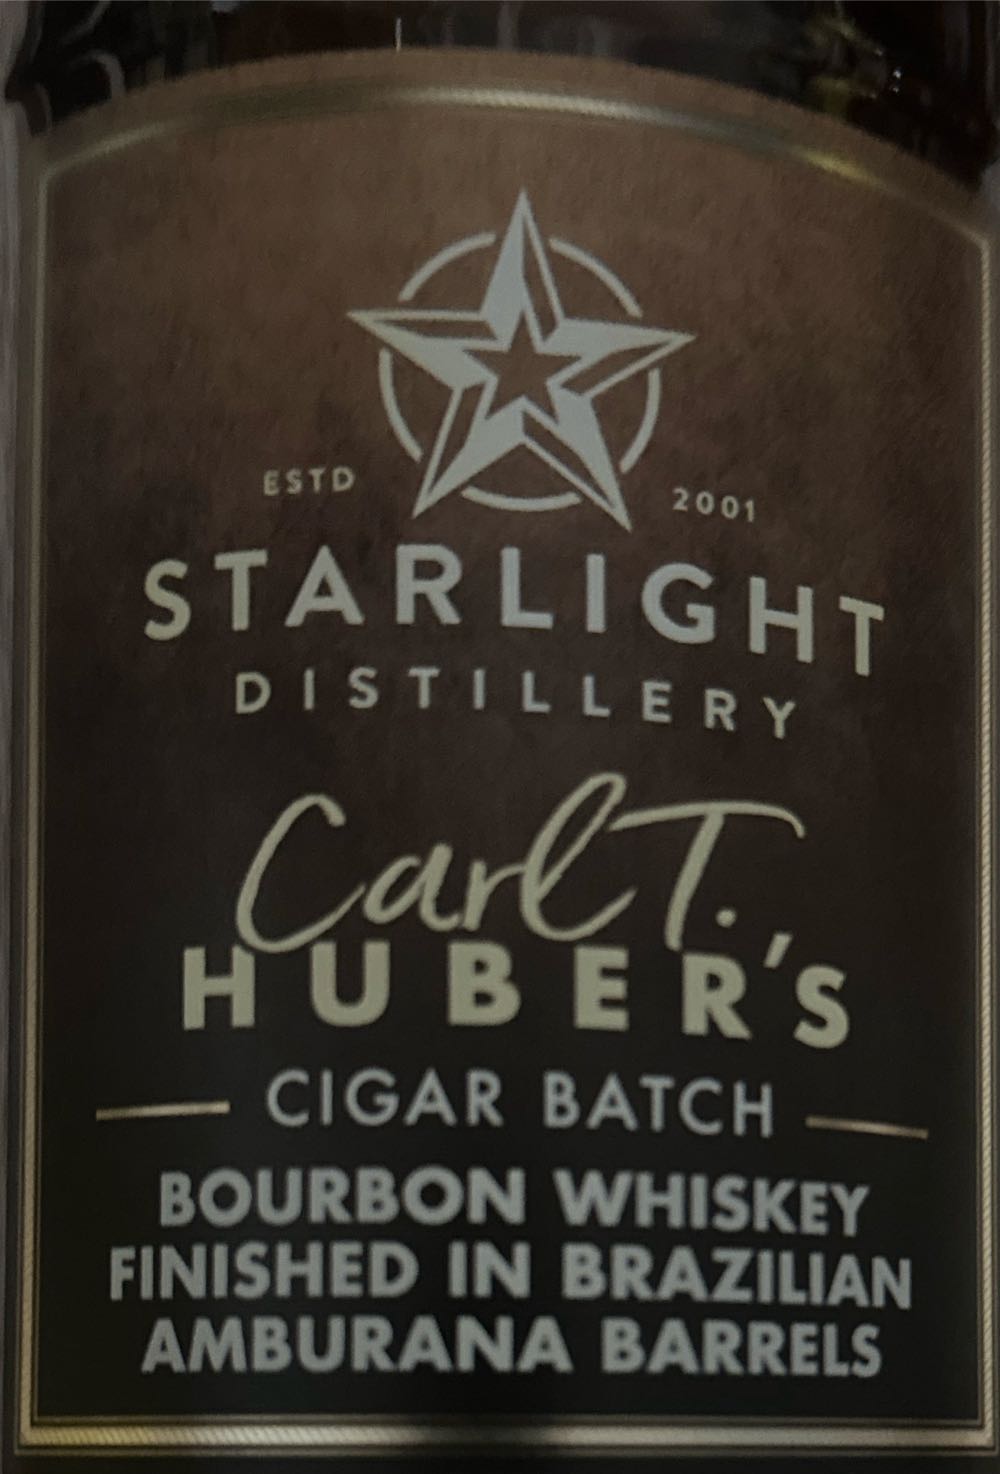 ESTD 2001
STARLIGHT
DISTILLERY
Carl T.
HUBER'S
CIGAR BATCH
BOURBON WHISKEY
FINISHED IN BRAZILIAN
AMBURANA BARRELS